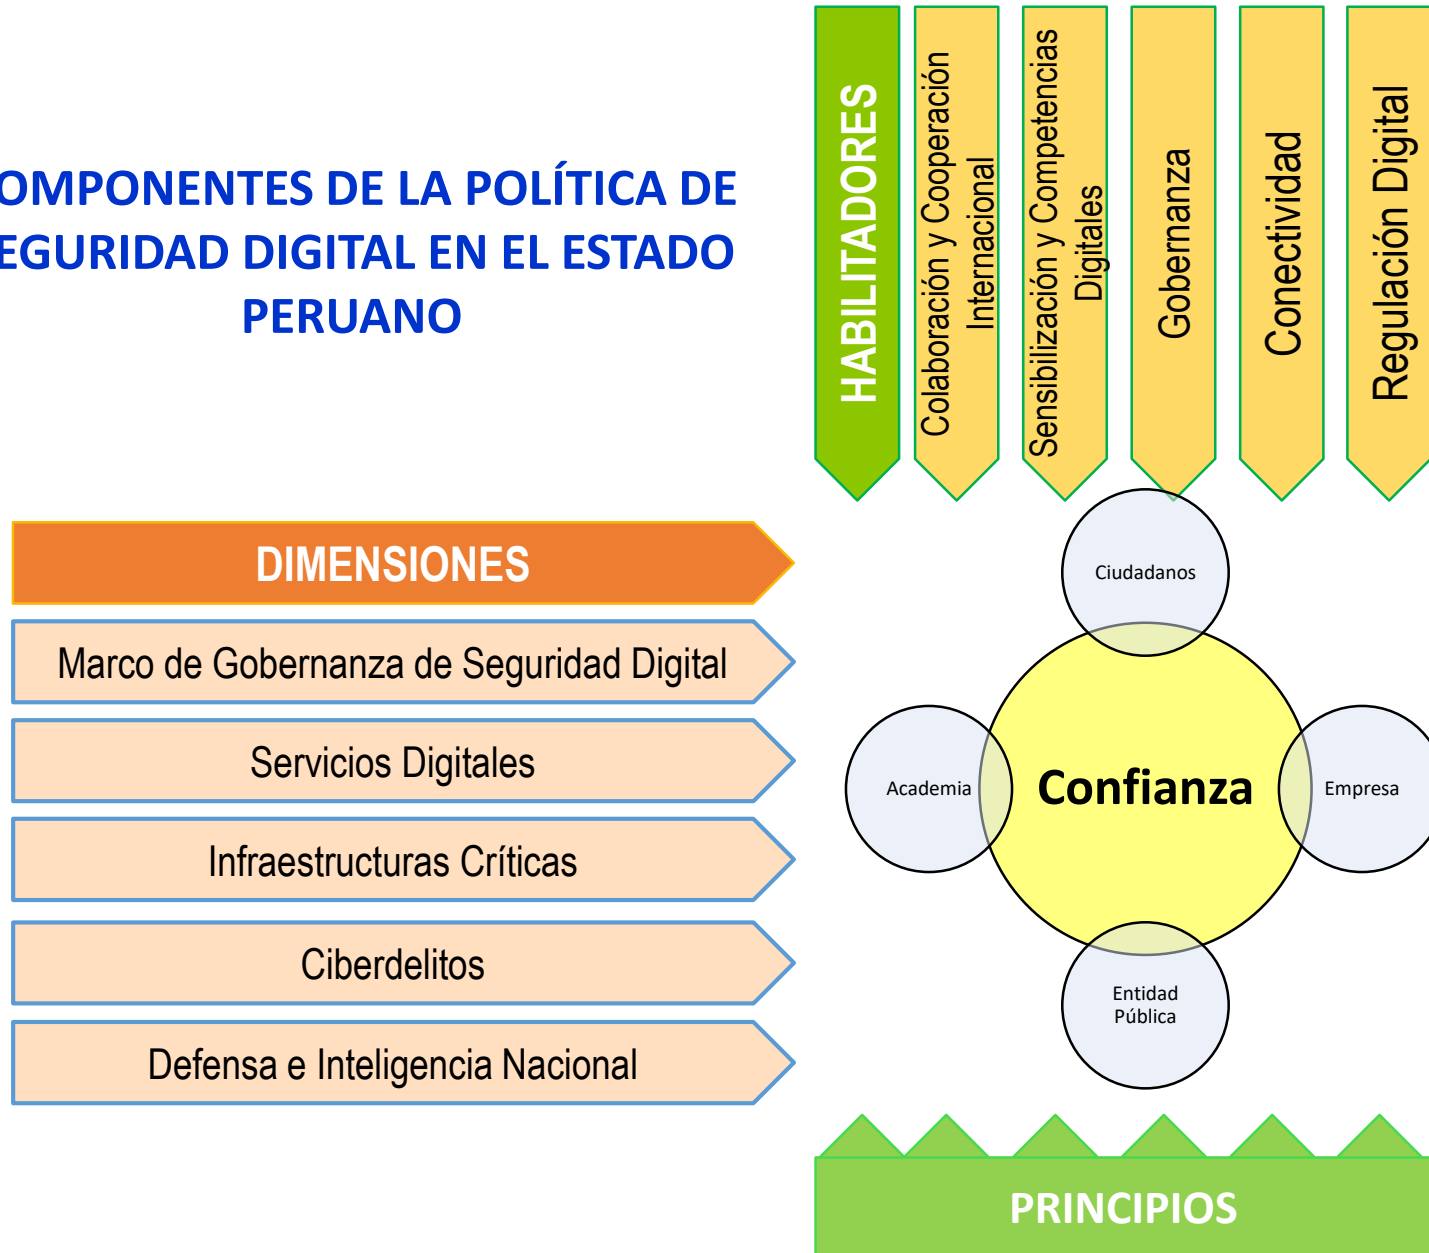 OMPONENTES DE LA POLÍTICA DE
EGURIDAD DIGITAL EN EL ESTADO
PERUANO
HABILITADORES
Colaboración y Cooperación
Internacional
Sensibilización y Competencias
Digitales
Gobernanza
Conectividad
Regulación Digital
DIMENSIONES
Marco de Gobernanza de Seguridad Digital
Servicios Digitales
Infraestructuras Críticas
Ciberdelitos
Defensa e Inteligencia Nacional
Ciudadanos
Academia
Confianza
Empresa
Entidad
Pública
PRINCIPIOS